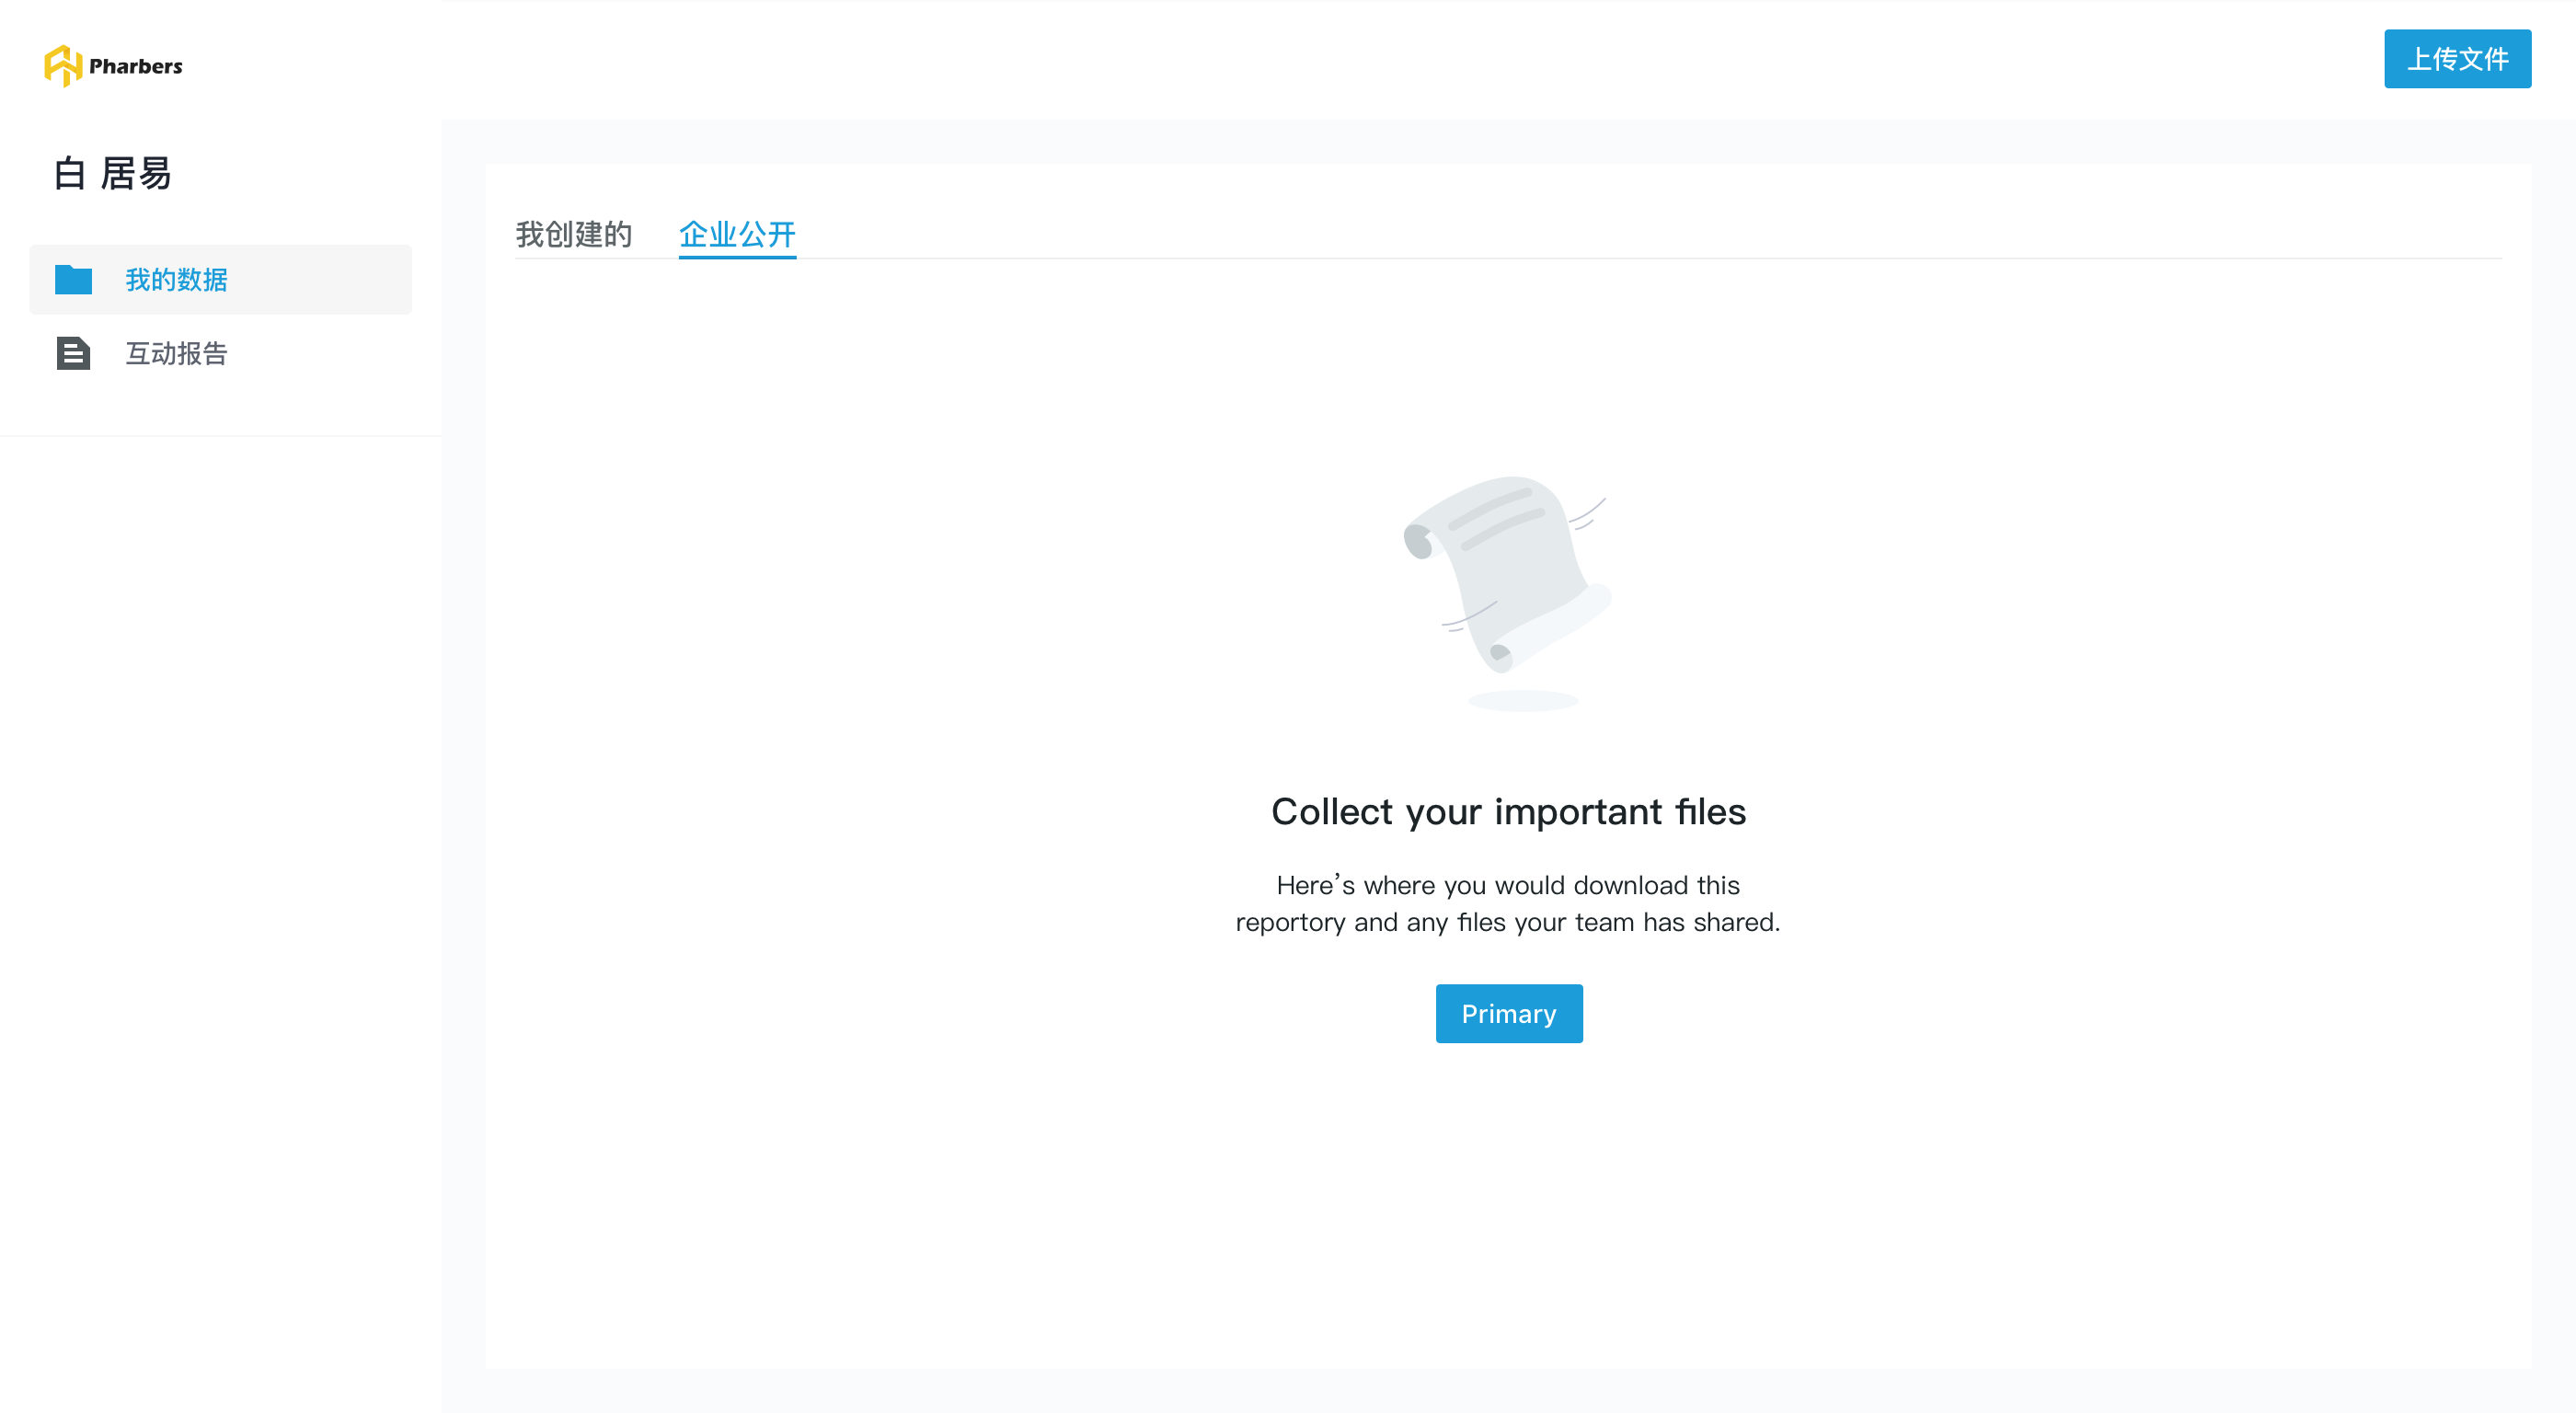 Pharbers
上传文件
白 居易
我的数据
互动报告
我创建的 企业公开
Collect your important files
Here’s where you would download this
reportory and any files your team has shared.
Primary